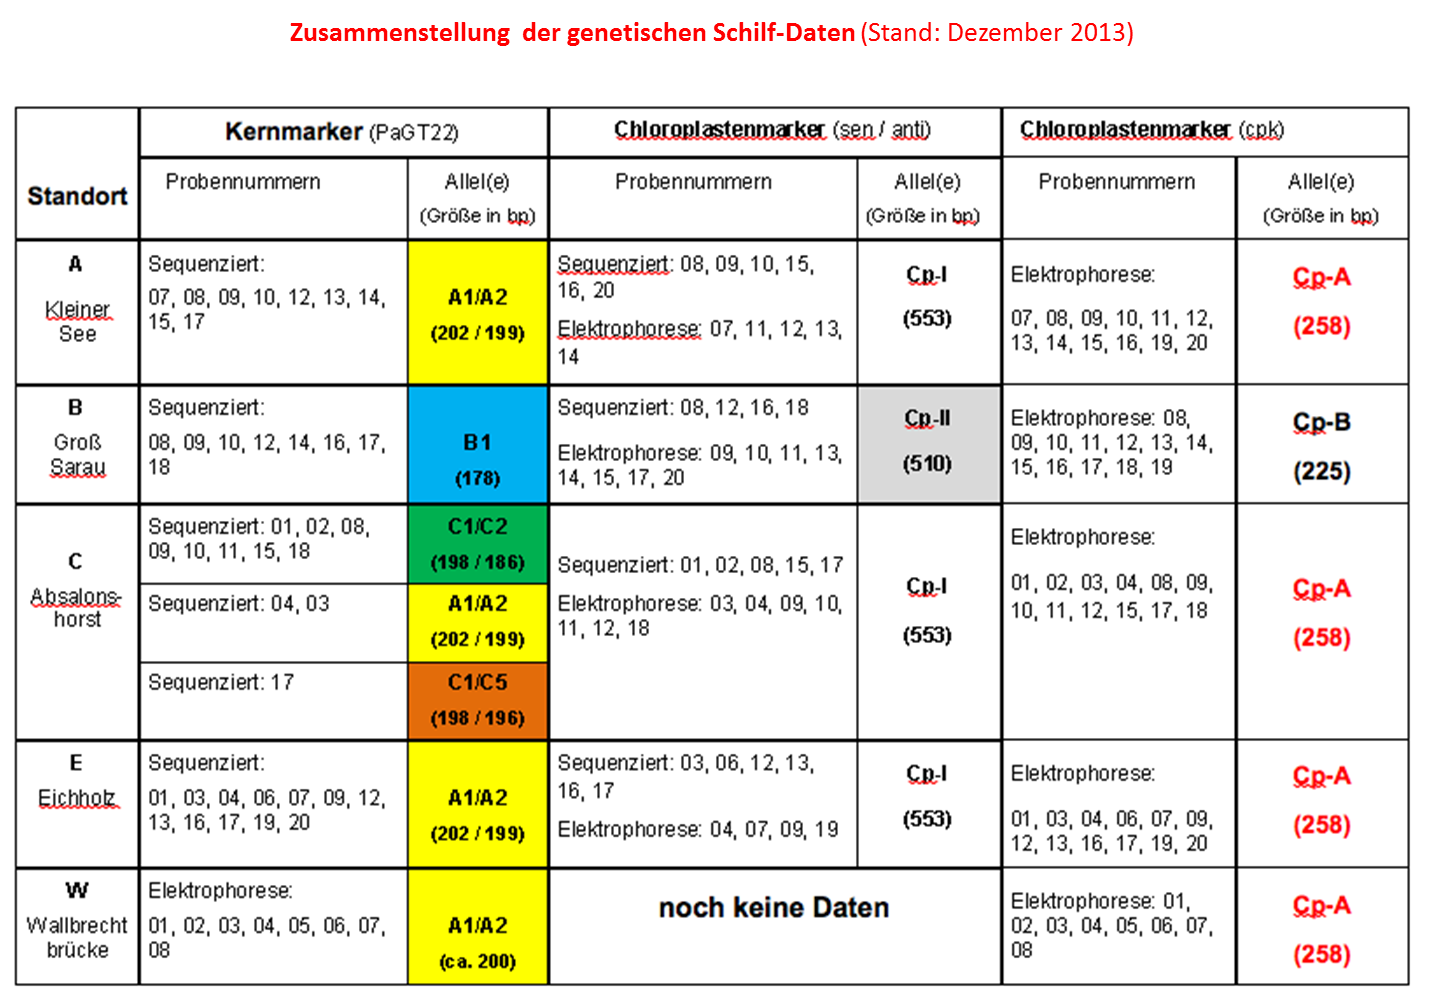 Zusammenstellung der genetischen Schilf-Daten (Stand: Dezember 2013)
Standort
Kernmarker (PaGT22)
Chloroplastenmarker (sen / anti)
Chloroplastenmarker (cpk)
Probennummern
Allel(e)
(Größe in bp)
Probennummern
Allel(e)
(Größe in bp)
Probennummern
Allel(e)
(Größe in bp)
A
Kleiner
See
Sequenziert:
07, 08, 09, 10, 12, 13, 14,
15, 17
A1/A2
(202 / 199)
Sequenziert: 08, 09, 10, 15,
16, 20
Elektrophorese: 07, 11, 12, 13,
14
Cp-I
(553)
Elektrophorese:
07, 08, 09, 10, 11, 12,
13, 14, 15, 16, 19, 20
Cp-A
(258)
B
Groß
Sarau
Sequenziert:
08, 09, 10, 12, 14, 16, 17,
18
B1
(178)
Sequenziert: 08, 12, 16, 18
Elektrophorese: 09, 10, 11, 13,
14, 15, 17, 20
Cp-II
(510)
Elektrophorese: 08,
09, 10, 11, 12, 13, 14,
15, 16, 17, 18, 19
Cp-B
(225)
C
Absalons-
horst
Sequenziert: 01, 02, 08,
09, 10, 11, 15, 18
C1/C2
(198 / 186)
Sequenziert: 04, 03
A1/A2
(202 / 199)
Sequenziert: 17
C1/C5
(198 / 196)
Sequenziert: 01, 02, 08, 15, 17
Elektrophorese: 03, 04, 09, 10,
11, 12, 18
Cp-I
(553)
Elektrophorese:
01, 02, 03, 04, 08, 09,
10, 11, 12, 15, 17, 18
Cp-A
(258)
E
Eichholz
Sequenziert:
01, 03, 04, 06, 07, 09, 12,
13, 16, 17, 19, 20
A1/A2
(202 / 199)
Sequenziert: 03, 06, 12, 13,
16, 17
Elektrophorese: 04, 07, 09, 19
Cp-I
(553)
Elektrophorese:
01, 03, 04, 06, 07, 09,
12, 13, 16, 17, 19, 20
Cp-A
(258)
W
Wallbrecht
brücke
Elektrophorese:
01, 02, 03, 04, 05, 06, 07,
08
A1/A2
(ca. 200)
noch keine Daten
Elektrophorese: 01,
02, 03, 04, 05, 06, 07,
08
Cp-A
(258)